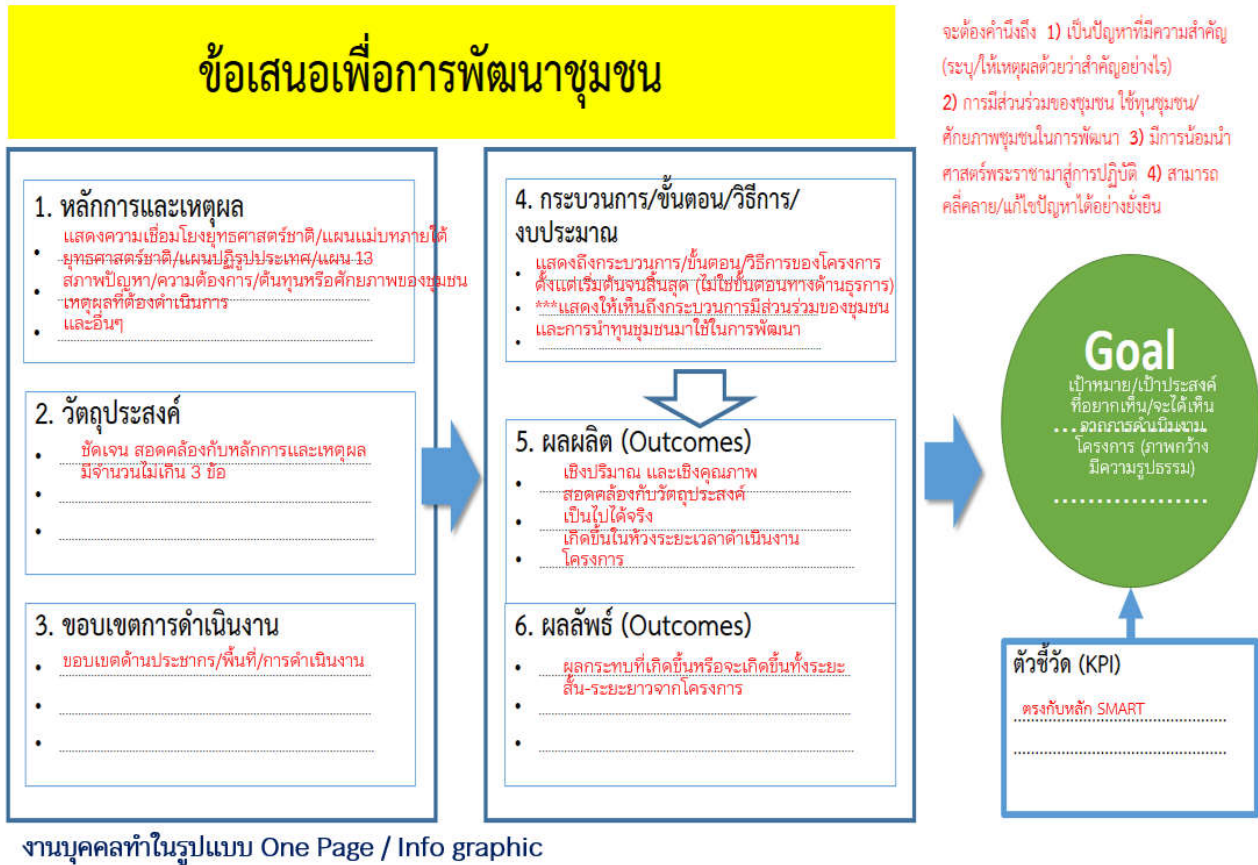 ข้อเสนอเพื่อการพัฒนาชุมชน
จะต้องคำนึงถึง 1) เป็นปัญหาที่มีความสำคัญ
(ระบุ/ให้เหตุผลด้วยว่าสำคัญอย่างไร)
2) การมีส่วนร่วมของชุมชน ใช้ทุนชุมชน/
ศักยภาพชุมชนในการพัฒนา 3) มีการน้อมนำ
ศาสตร์พระราชามาสู่การปฏิบัติ 4) สามารถ
คลี่คลาย/แก้ไขปัญหาได้อย่างยั่งยืน
1. หลักการและเหตุผล
แสดงความเชื่อมโยงยุทธศาสตร์ชาติ/แผนแม่บทภายใต้
ยุทธศาสตร์ชาติ/แผนปฏิรูปประเทศ/แผน 13
สภาพปัญหา/ความต้องการ/ต้นทุนหรือศักยภาพของชุมชน
เหตุผลที่ต้องดำเนินการ
และอื่นๆ
2. วัตถุประสงค์
ชัดเจน สอดคล้องกับหลักการและเหตุผล
มีจำนวนไม่เกิน 3 ข้อ
3. ขอบเขตการดำเนินงาน
ขอบเขตด้านประชากร/พื้นที่/การดำเนินงาน
4. กระบวนการ/ขั้นตอน/วิธีการ/
งบประมาณ
แสดงถึงกระบวนการ/ขั้นตอน/วิธีการของโครงการ
ตั้งแต่เริ่มต้นจนสิ้นสุด (ไม่ใช่ขั้นตอนทางด้านธุรการ)
***แสดงให้เห็นถึงกระบวนการมีส่วนร่วมของชุมชน
และการนำทุนชุมชนมาใช้ในการพัฒนา
5. ผลผลิต (Outcomes)
เชิงปริมาณ และเชิงคุณภาพ
สอดคล้องกับวัตถุประสงค์
เป็นไปได้จริง
เกิดขึ้นในห้วงระยะเวลาดำเนินงาน
โครงการ
6. ผลลัพธ์ (Outcomes)
ผลกระทบที่เกิดขึ้นหรือจะเกิดขึ้นทั้งระยะ
สั้น-ระยะยาวจากโครงการ
Goal
เป้าหมาย/เป้าประสงค์
ที่อยากเห็น/จะได้เห็น
จากการดำเนินงาน
โครงการ (ภาพกว้าง
มีความรูปธรรม)
ตัวชี้วัด (KPI)
ตรงกับหลัก SMART
งานบุคคลทำในรูปแบบ One Page / Info graphic